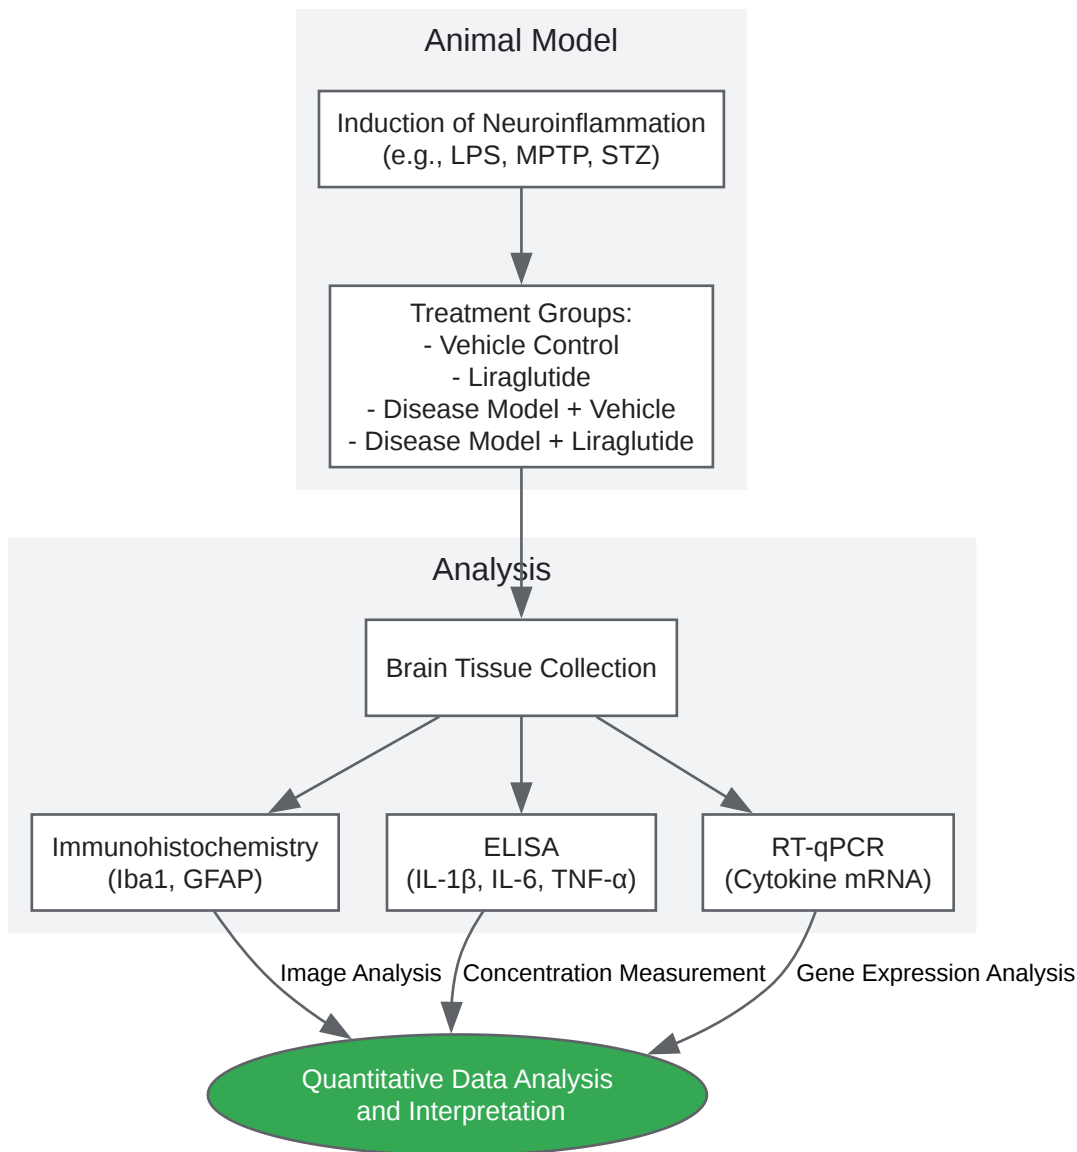 Animal Model
Induction of Neuroinflammation
(e.g., LPS, MPTP, STZ)
Treatment Groups:
- Vehicle Control
- Liraglutide
- Disease Model + Vehicle
- Disease Model + Liraglutide
Analysis
Brain Tissue Collection
Immunohistochemistry
(Iba1, GFAP)
ELISA
(IL-1β, IL-6, TNF-α)
RT-qPCR
(Cytokine mRNA)
Image Analysis
Concentration Measurement
Gene Expression Analysis
Quantitative Data Analysis
and Interpretation